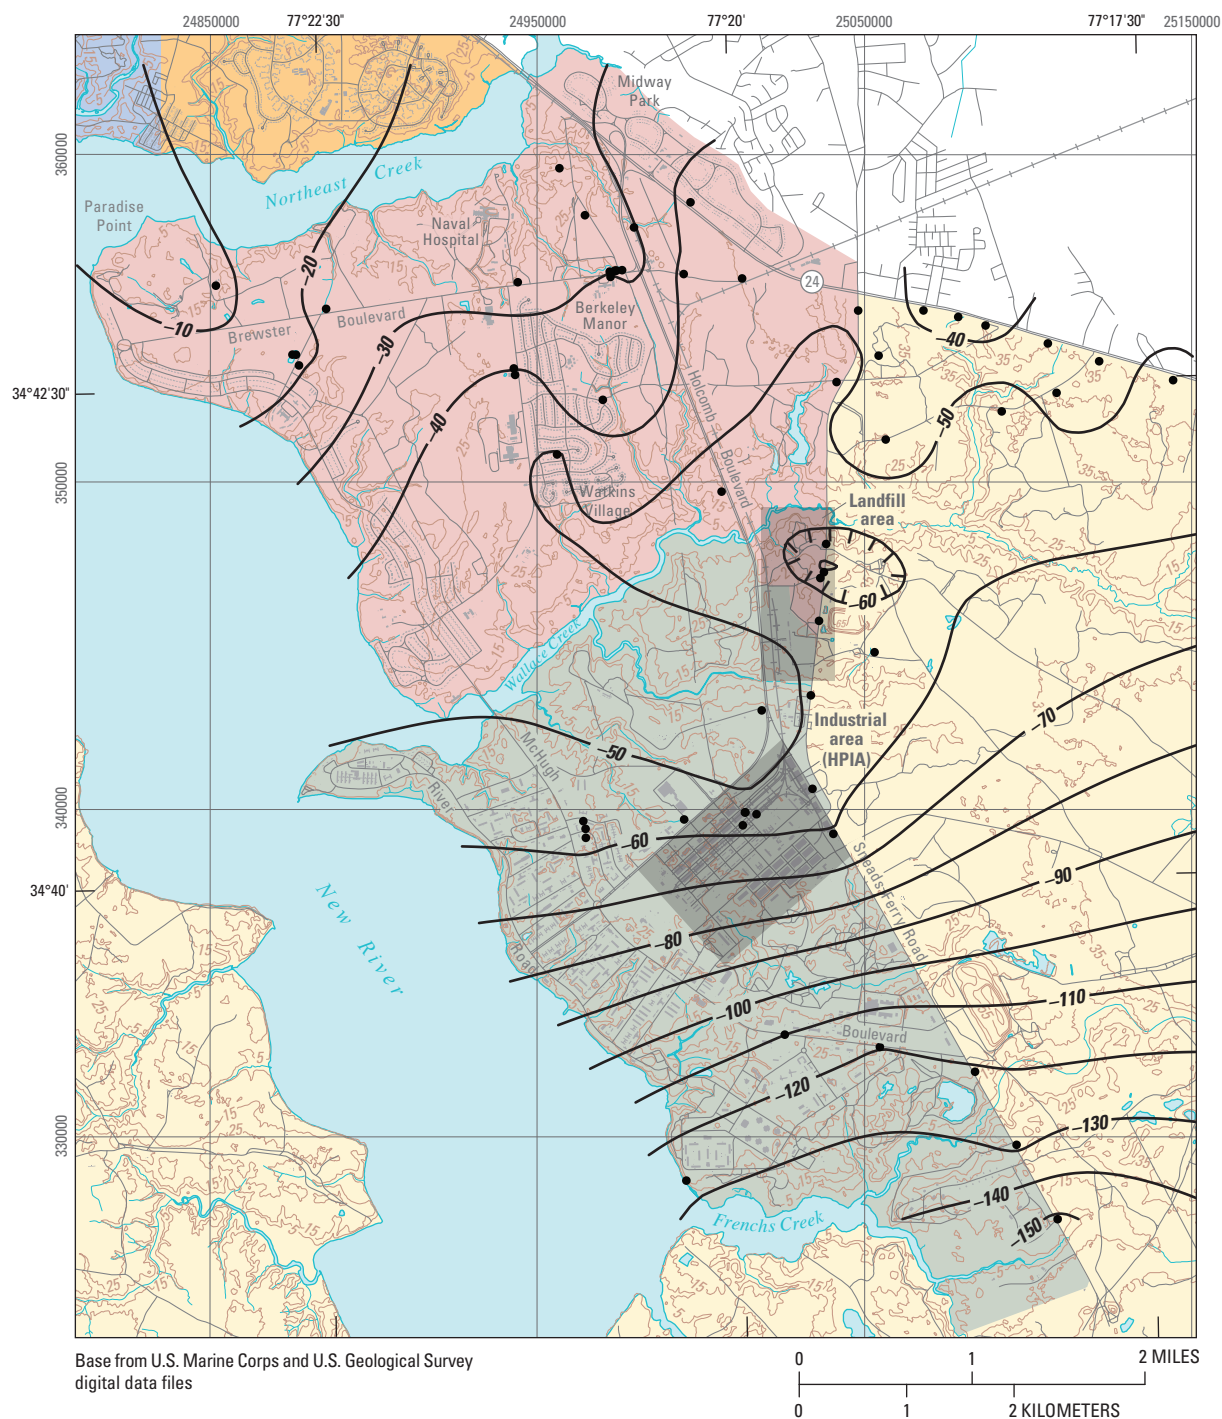 24850000
77°22'30"
24950000
77°20'
25050000
77°17'30"
25150000
Midway
Park
360000
Northeast Creek
Paradise
Point
Naval
Hospital
–20
24
Berkeley
Manor
–10
Brewster
Boulevard
–30
–40
34°42'30"
Holcomb
Boulevard
–40
–50
350000
Watkins
Village
Landfill
area
–60
Wallace Creek
–50
McHugh
Industrial
area
(HPIA)
–70
River
Road
340000
–60
Sneads Ferry Road
34°40'
–90
New River
–80
–100
–110
Boulevard
–120
330000
–130
–140
Frenchs Creek
–150
Base from U.S. Marine Corps and U.S. Geological Survey
digital data files
0 1 2 MILES
0 1 2 KILOMETERS